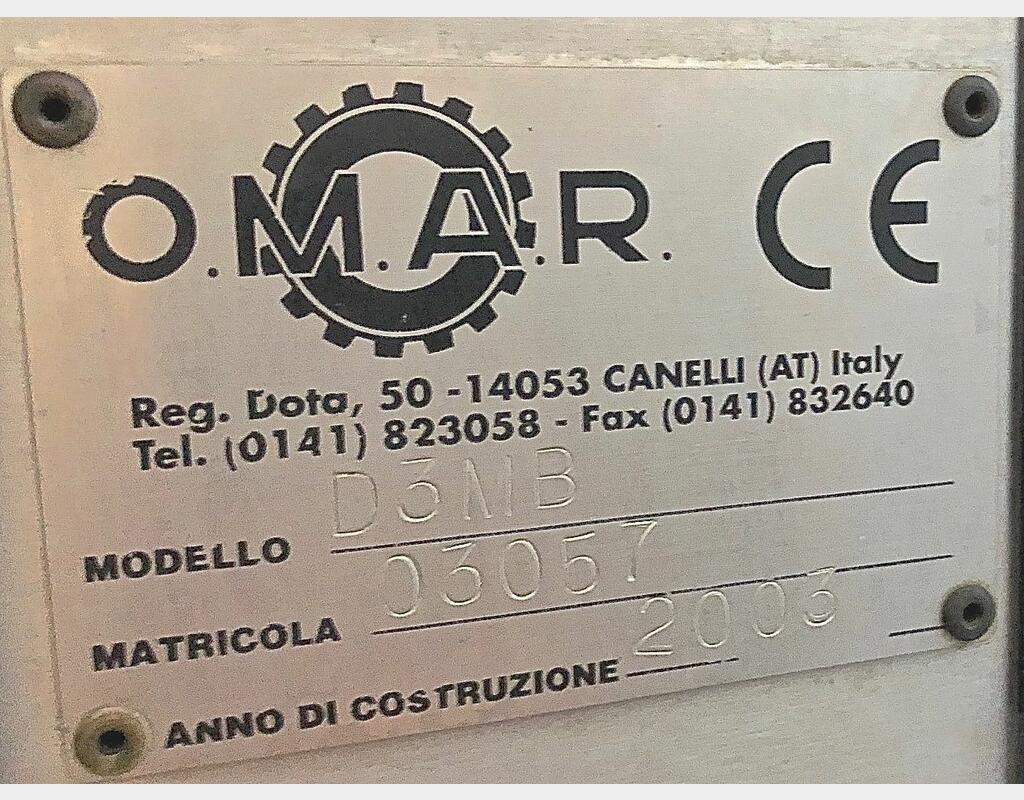 O.M.A.R. CE
Reg. Dota, 50 - 14053 CANELLI (AT) Italy
Tel. (0141) 823058 - Fax (0141) 832640
MODELLO D3MB
MATRICOLA 03057
ANNO DI COSTRUZIONE 2003